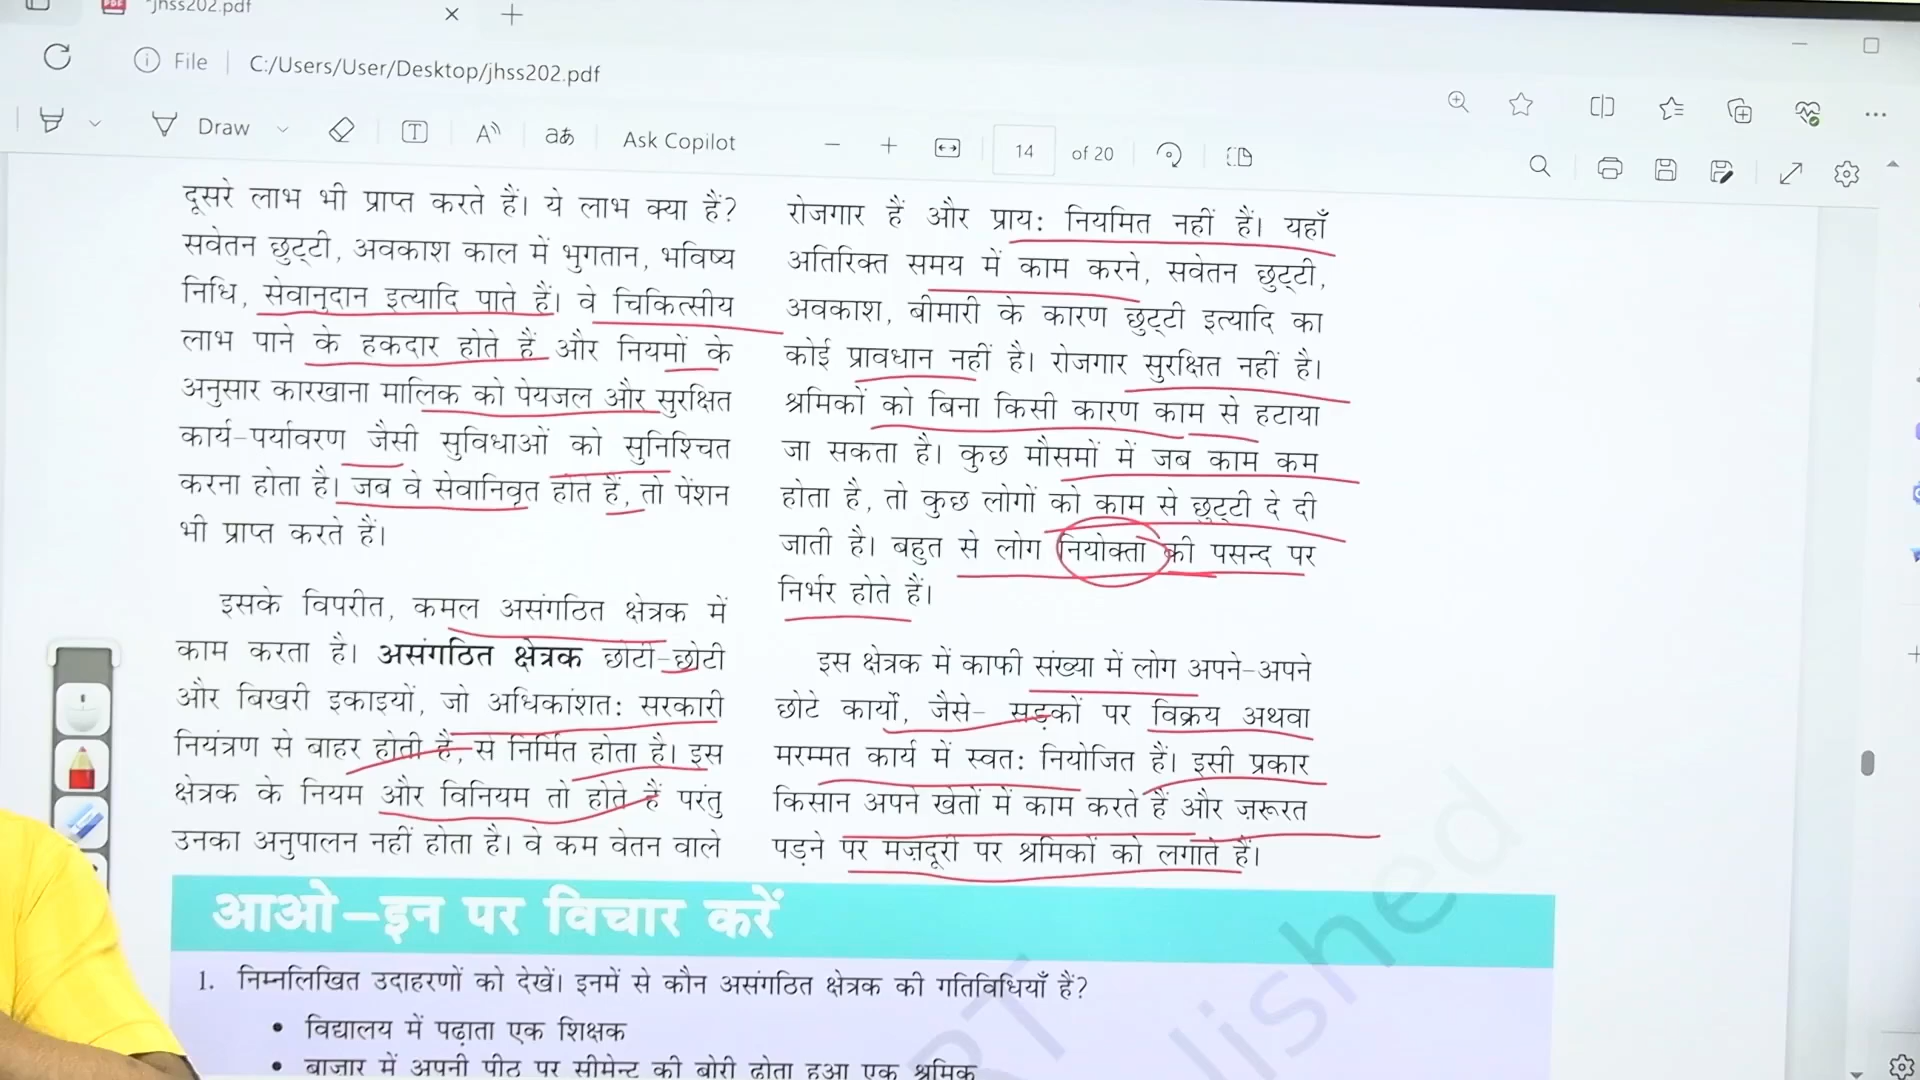 jhss202.pdf
File
C:/Users/User/Desktop/jhss202.pdf
Draw
Ask Copilot
14 of 20
दूसरे लाभ भी प्राप्त करते हैं। ये लाभ क्या हैं?
सवेतन छुट्टी, अवकाश काल में भुगतान, भविष्य
निधि, सेवानुदान इत्यादि पाते हैं। वे चिकित्सीय
लाभ पाने के हकदार होते हैं और नियमों के
अनुसार कारखाना मालिक को पेयजल और सुरक्षित
कार्य-पर्यावरण जैसी सुविधाओं को सुनिश्चित
करना होता है। जब वे सेवानिवृत होते हैं, तो पेंशन
भी प्राप्त करते हैं।
इसके विपरीत, कमल असंगठित क्षेत्रक में
काम करता है। असंगठित क्षेत्रक छोटी-छोटी
और बिखरी इकाइयों, जो अधिकांशतः सरकारी
नियंत्रण से बाहर होती हैं, से निर्मित होता है। इस
क्षेत्रक के नियम और विनियम तो होते हैं परंतु
उनका अनुपालन नहीं होता है। वे कम वेतन वाले
रोजगार हैं और प्राय: नियमित नहीं हैं। यहाँ
अतिरिक्त समय में काम करने, सवेतन छुट्टी,
अवकाश, बीमारी के कारण छुट्टी इत्यादि का
कोई प्रावधान नहीं है। रोजगार सुरक्षित नहीं है।
श्रमिकों को बिना किसी कारण काम से हटाया
जा सकता है। कुछ मौसमों में जब काम कम
होता है, तो कुछ लोगों को काम से छुट्टी दे दी
जाती है। बहुत से लोग नियोक्ता की पसन्द पर
निर्भर होते हैं।
इस क्षेत्रक में काफी संख्या में लोग अपने-अपने
छोटे कार्यों, जैसे- सड़कों पर विक्रय अथवा
मरम्मत कार्य में स्वत: नियोजित हैं। इसी प्रकार
किसान अपने खेतों में काम करते हैं और ज़रूरत
पड़ने पर मज़दूरी पर श्रमिकों को लगाते हैं।
आओ-इन पर विचार करें
1. निम्नलिखित उदाहरणों को देखें। इनमें से कौन असंगठित क्षेत्रक की गतिविधियाँ हैं?
• विद्यालय में पढ़ाता एक शिक्षक
• बाजार में अपनी पीठ पर सीमेन्ट की बोरी ढोता हुआ एक श्रमिक